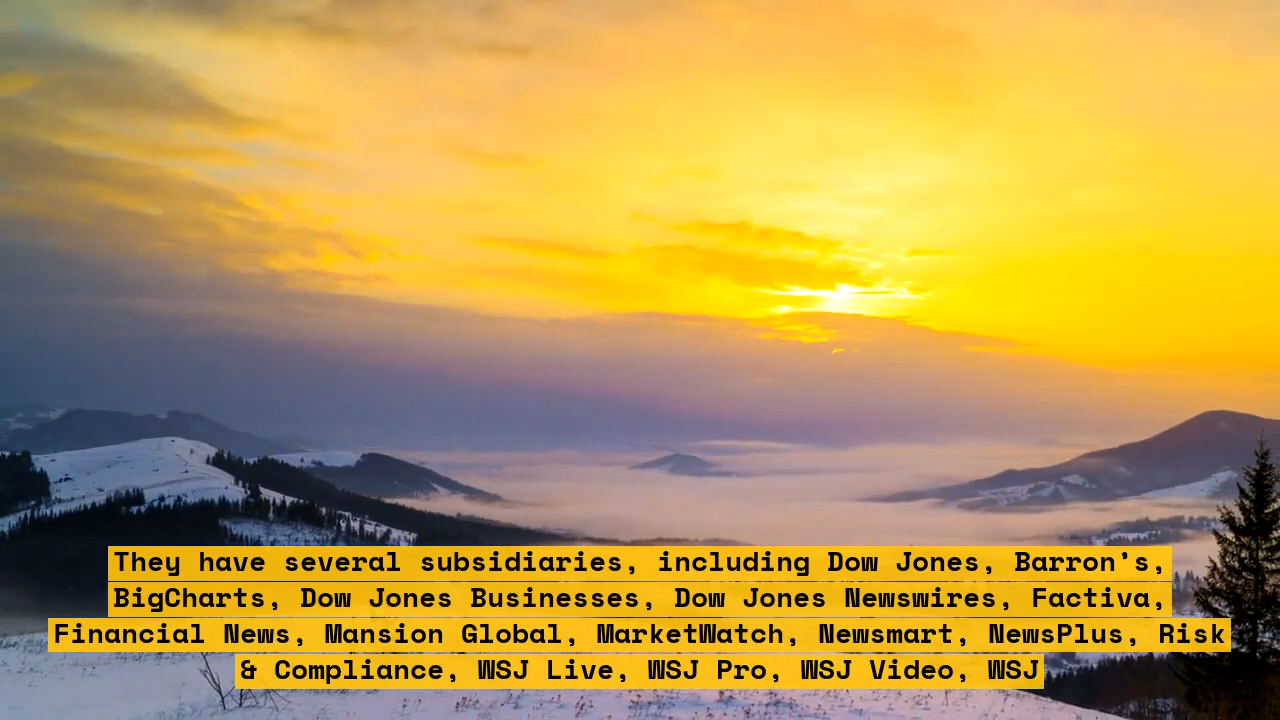 They have several subsidiaries, including Dow Jones, Barron's,
BigCharts, Dow Jones Businesses, Dow Jones Newswires, Factiva,
Financial News, Mansion Global, MarketWatch, Newsmart, NewsPlus, Risk
& Compliance, WSJ Live, WSJ Pro, WSJ Video, WSJ